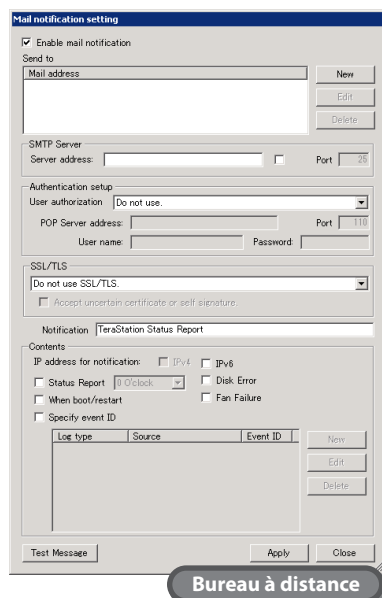 Mail notification setting
Enable mail notification
Send to
Mail address
New
Edit
Delete
SMTP Server
Server address:
Port 25
Authentication setup
User authorization Do not use.
POP Server address: Port 110
User name: Password:
SSL/TLS
Do not use SSL/TLS.
Accept uncertain certificate or self signature.
Notification TeraStation Status Report
Contents
IP address for notification: IPv4 IPv6
Status Report 0 O'clock Disk Error
When boot/restart Fan Failure
Specify event ID
Log type Source Event ID
New
Edit
Delete
Test Message Apply Close
Bureau à distance